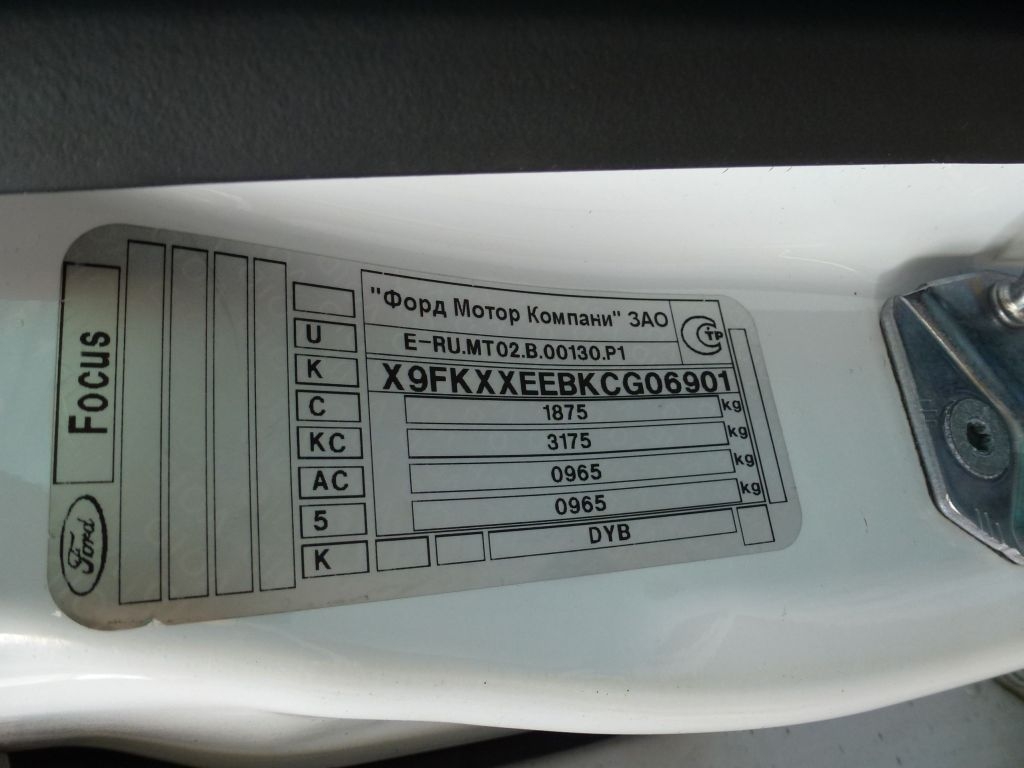 Focus
Ford
U
K
C
KC
AC
5
K
"Форд Мотор Компани" ЗАО
E-RU.MT02.B.00130.P1
ТР
X9FKXXEEBKCG06901
1875 kg
3175 kg
0965 kg
0965 kg
DYB